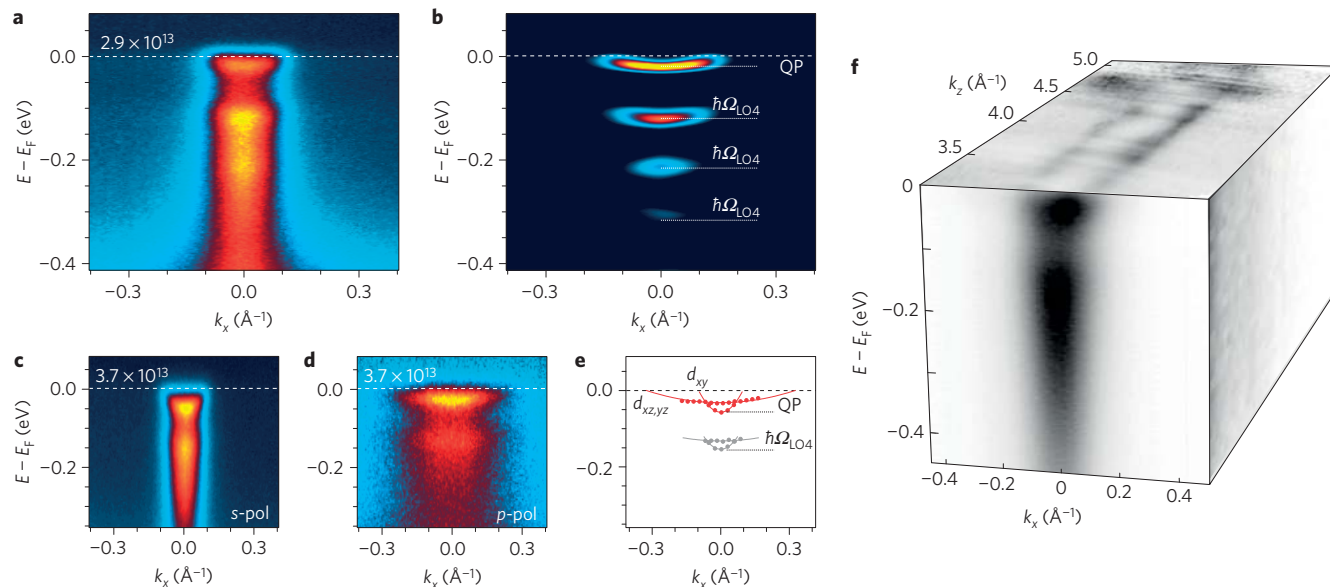 a
2.9 × 10¹³
0.0
−0.2
−0.4
E − E_F (eV)
−0.3
0.0
0.3
k_x (Å⁻¹)
b
0.0
−0.2
−0.4
E − E_F (eV)
QP
ℏΩ_LO4
ℏΩ_LO4
ℏΩ_LO4
−0.3
0.0
0.3
k_x (Å⁻¹)
c
3.7 × 10¹³
0.0
−0.2
E − E_F (eV)
s-pol
−0.3
0.0
0.3
k_x (Å⁻¹)
d
3.7 × 10¹³
0.0
−0.2
p-pol
−0.3
0.0
0.3
k_x (Å⁻¹)
e
0.0
−0.2
d_xy
d_xz,yz
QP
ℏΩ_LO4
−0.3
0.0
0.3
k_x (Å⁻¹)
f
k_z (Å⁻¹)
5.0
4.5
4.0
3.5
0
−0.2
−0.4
E − E_F (eV)
−0.4
0
0.2
0.4
k_x (Å⁻¹)